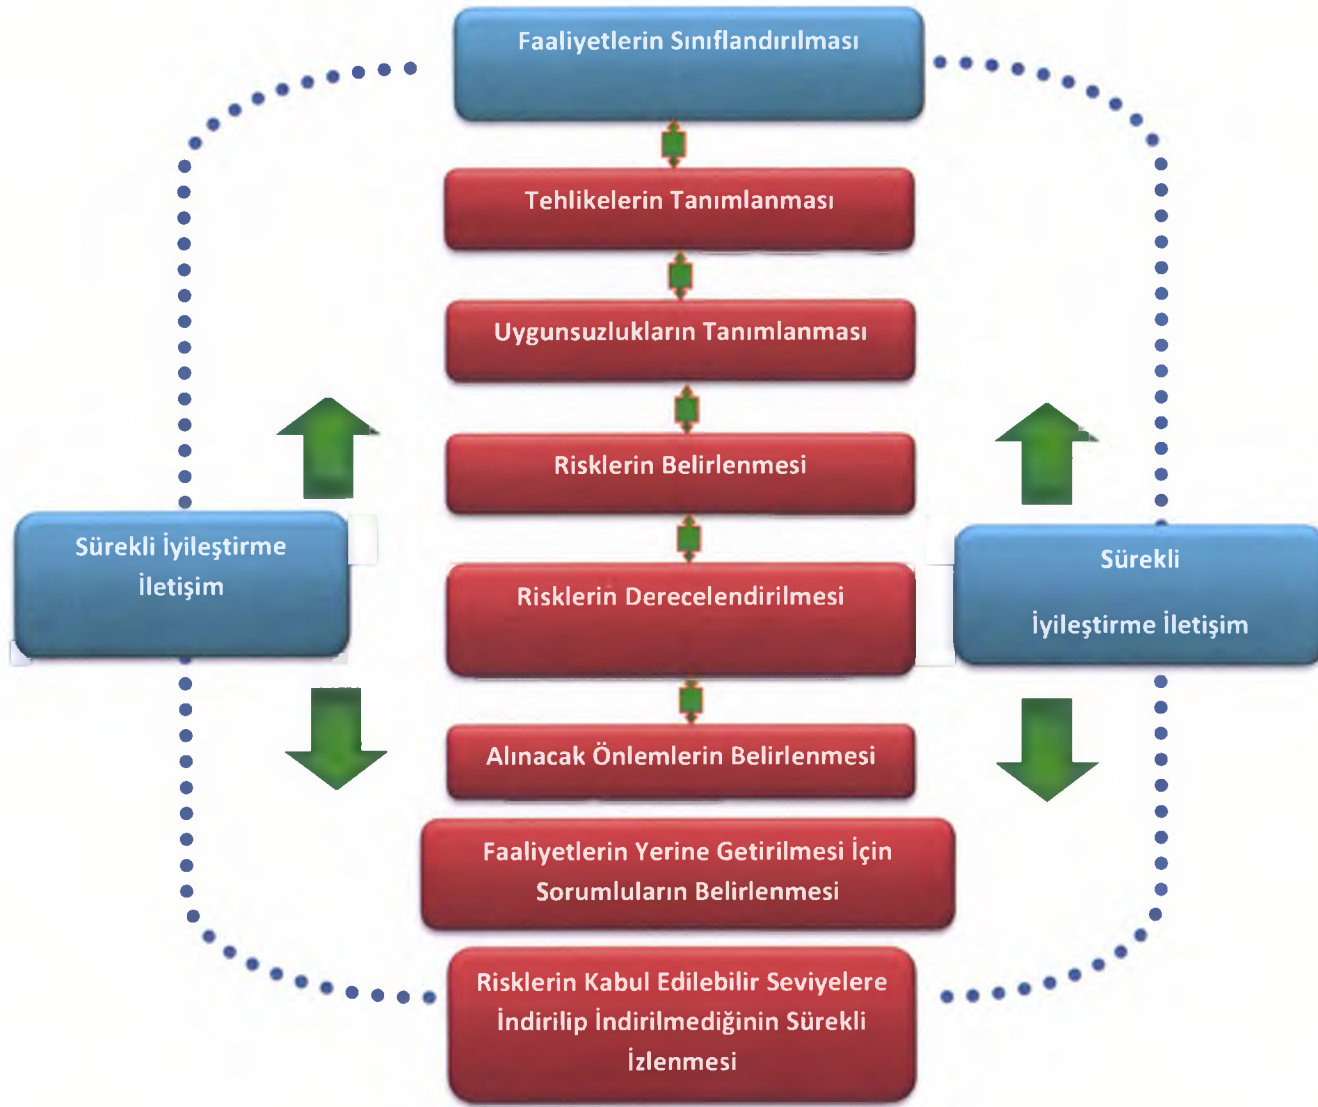 Faaliyetlerin Sınıflandırılması
Tehlikelerin Tanımlanması
Uygunsuzlukların Tanımlanması
Risklerin Belirlenmesi
Sürekli İyileştirme
İletişim
Risklerin Derecelendirilmesi
Sürekli
İyileştirme İletişim
Alınacak Önlemlerin Belirlenmesi
Faaliyetlerin Yerine Getirilmesi İçin
Sorumluların Belirlenmesi
Risklerin Kabul Edilebilir Seviyelere
İndirilip İndirilmediğinin Sürekli
İzlenmesi